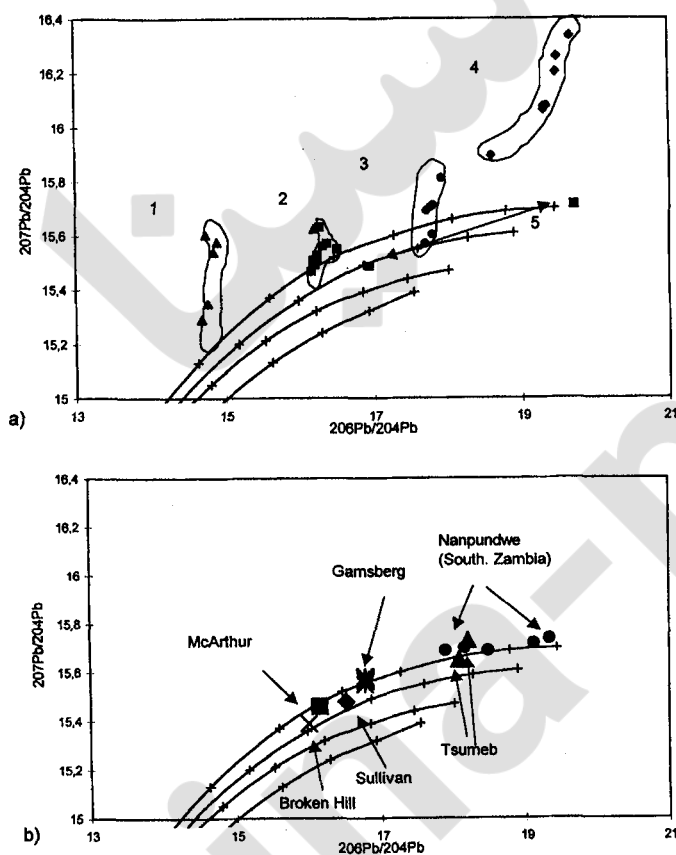 16,4
16,2
16
15,8
15,6
15,4
15,2
15
207Pb/204Pb
1
2
3
4
5
13
15
17
19
21
206Pb/204Pb
a)
16,4
16,2
16
15,8
15,6
15,4
15,2
15
207Pb/204Pb
Nanpundwe
(South. Zambia)
Gamsberg
McArthur
Tsumeb
Sullivan
Broken Hill
13
15
17
19
21
206Pb/204Pb
b)